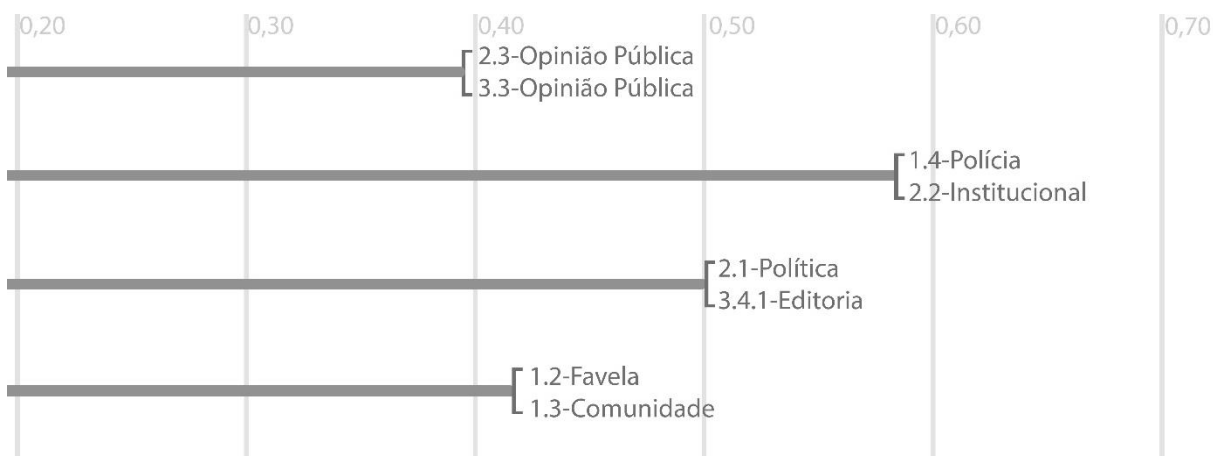 0,20 0,30 0,40 0,50 0,60 0,70
2.3-Opinião Pública
3.3-Opinião Pública
1.4-Polícia
2.2-Institucional
2.1-Política
3.4.1-Editoria
1.2-Favela
1.3-Comunidade